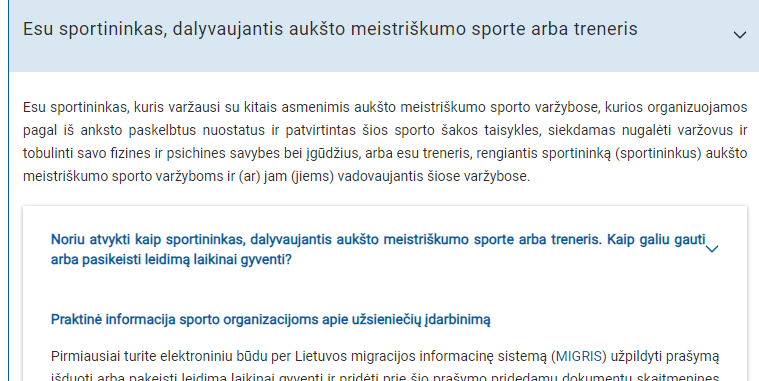 Esu sportininkas, dalyvaujantis aukšto meistriškumo sporte arba treneris
Esu sportininkas, kuris varžausi su kitais asmenimis aukšto meistriškumo sporto varžybose, kurios organizuojamos
pagal iš anksto paskelbtus nuostatus ir patvirtintas šios sporto šakos taisykles, siekdamas nugalėti varžovus ir
tobulinti savo fizines ir psichines savybes bei įgūdžius, arba esu treneris, rengiantis sportininką (sportininkus) aukšto
meistriškumo sporto varžyboms ir (ar) jam (jiems) vadovaujantis šiose varžybose.
Noriu atvykti kaip sportininkas, dalyvaujantis aukšto meistriškumo sporte arba treneris. Kaip galiu gauti
arba pasikeisti leidimą laikinai gyventi?
Praktinė informacija sporto organizacijoms apie užsieniečių įdarbinimą
Pirmiausiai turite elektroniniu būdu per Lietuvos migracijos informacinę sistemą (MIGRIS) užpildyti prašymą
išduoti arba pakeisti leidimą laikinai gyventi ir pridėti prie šio prašymo pridedamų dokumentų skaitmenines